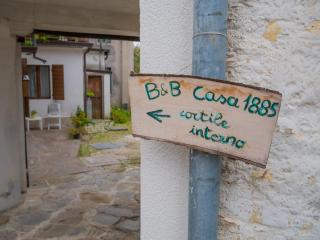 B&B Casa 1885
← cortile
interno